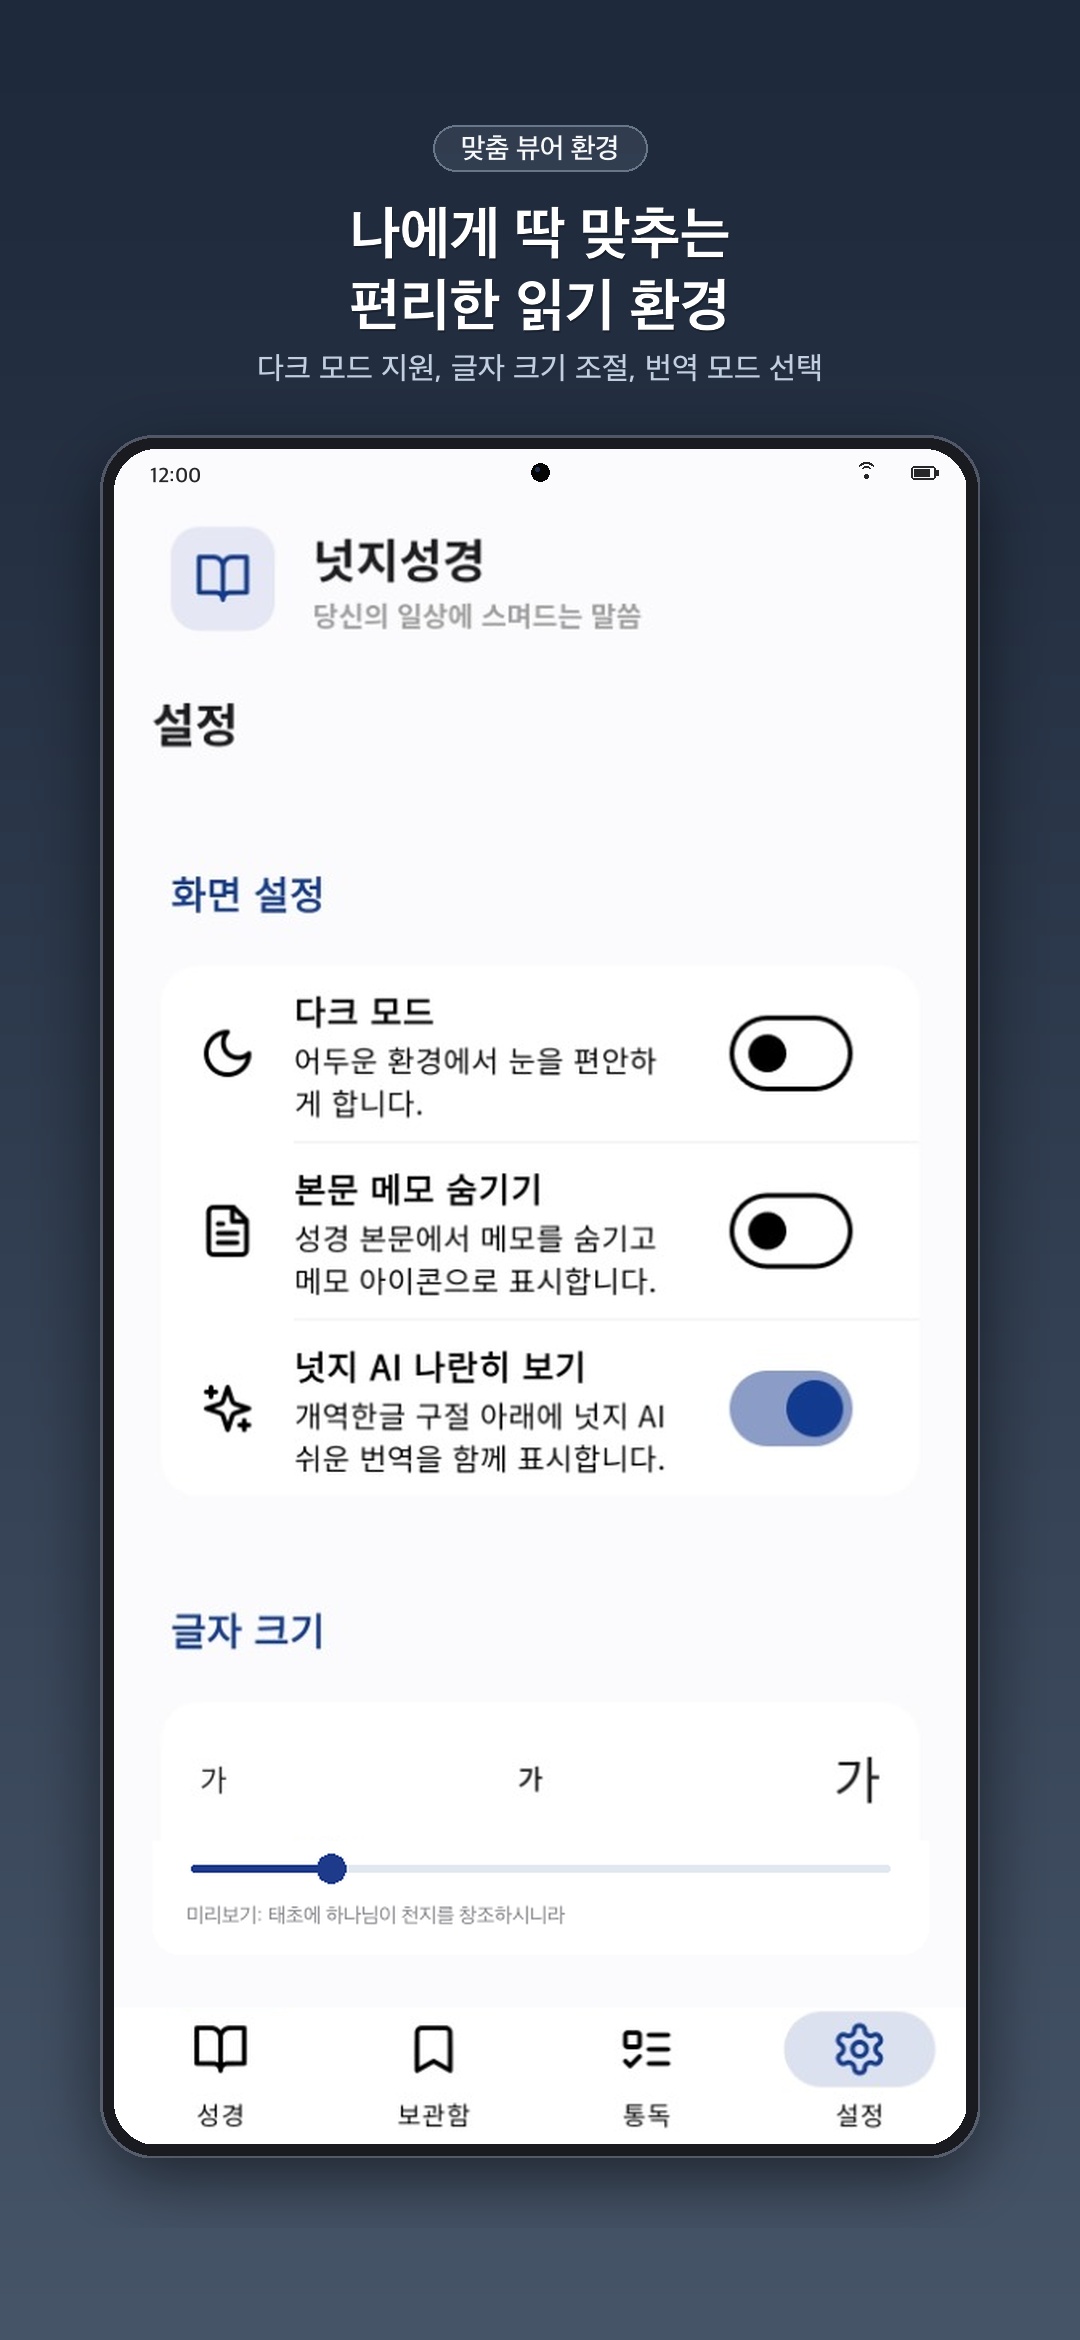 맞춤 뷰어 환경
나에게 딱 맞추는
편리한 읽기 환경
다크 모드 지원, 글자 크기 조절, 번역 모드 선택
12:00
넛지성경
당신의 일상에 스며드는 말씀
설정
화면 설정
다크 모드
어두운 환경에서 눈을 편안하
게 합니다.
본문 메모 숨기기
성경 본문에서 메모를 숨기고
메모 아이콘으로 표시합니다.
넛지 AI 나란히 보기
개역한글 구절 아래에 넛지 AI
쉬운 번역을 함께 표시합니다.
글자 크기
가 가 가
미리보기: 태초에 하나님이 천지를 창조하시니라
성경 보관함 통독 설정